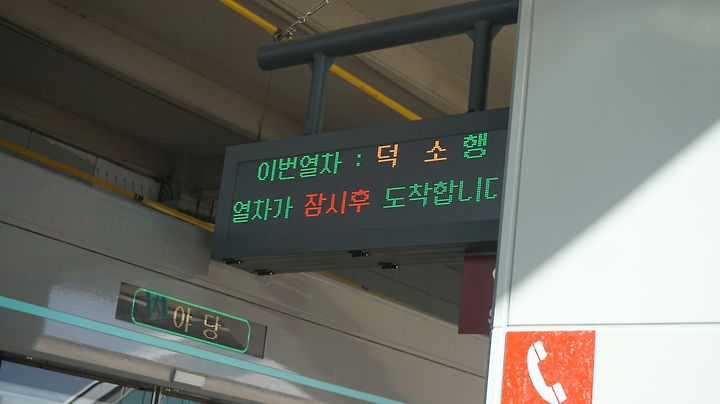 이번열차 : 덕 소 행
열차가 잠시후 도착합니다
야 당